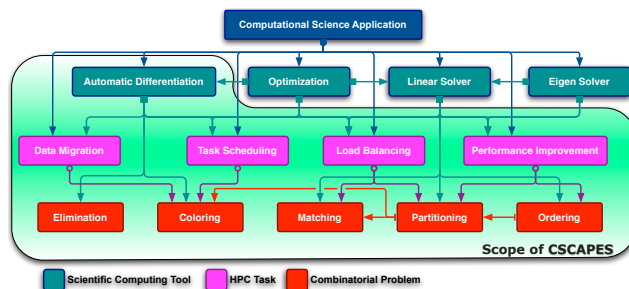 Computational Science Application
Automatic Differentiation
Optimization
Linear Solver
Eigen Solver
Data Migration
Task Scheduling
Load Balancing
Performance Improvement
Elimination
Coloring
Matching
Partitioning
Ordering
Scope of CSCAPES
Scientific Computing Tool
HPC Task
Combinatorial Problem